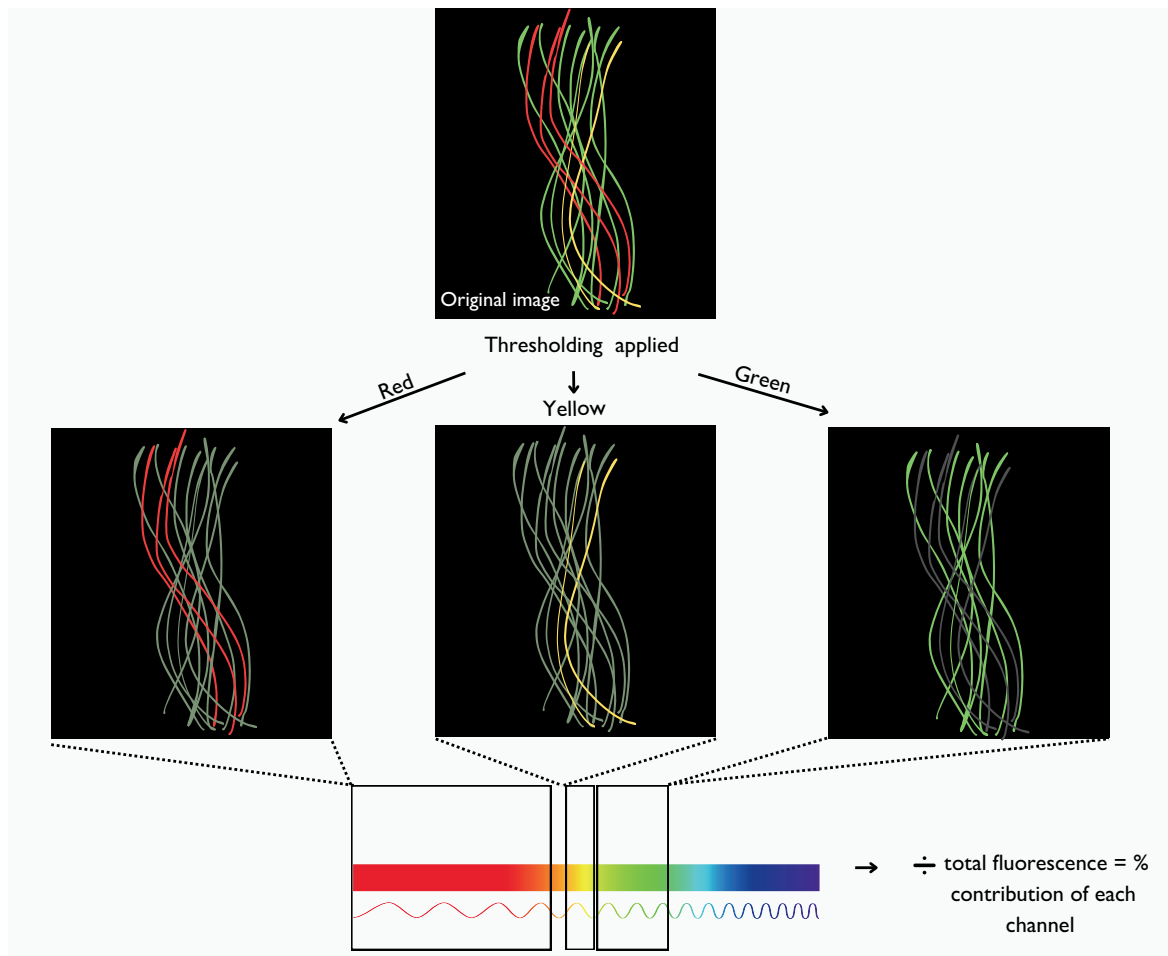 Original image
Thresholding applied
Red
Green
Yellow
÷ total fluorescence = %
contribution of each
channel